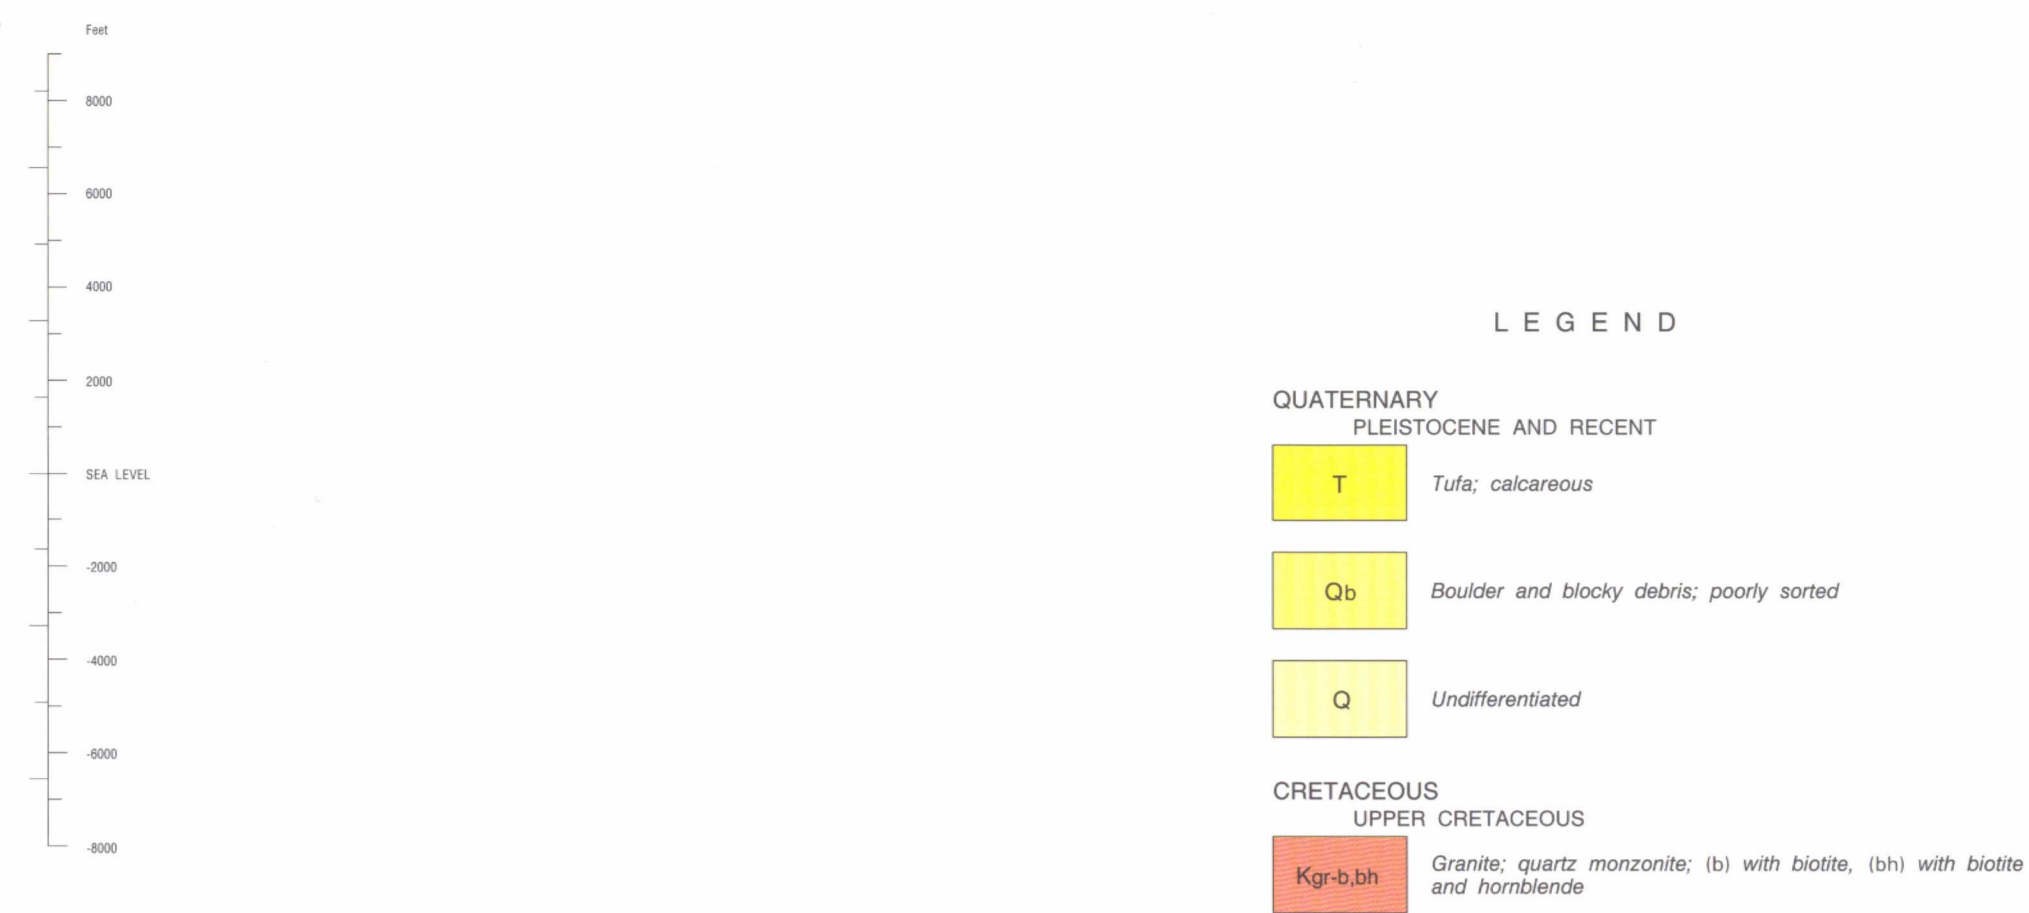 Feet
8000
6000
4000
2000
SEA LEVEL
-2000
-4000
-6000
-8000
L E G E N D
QUATERNARY
PLEISTOCENE AND RECENT
T
Tufa; calcareous
Qb
Boulder and blocky debris; poorly sorted
Q
Undifferentiated
CRETACEOUS
UPPER CRETACEOUS
Kgr-b,bh
Granite; quartz monzonite; (b) with biotite, (bh) with biotite
and hornblende